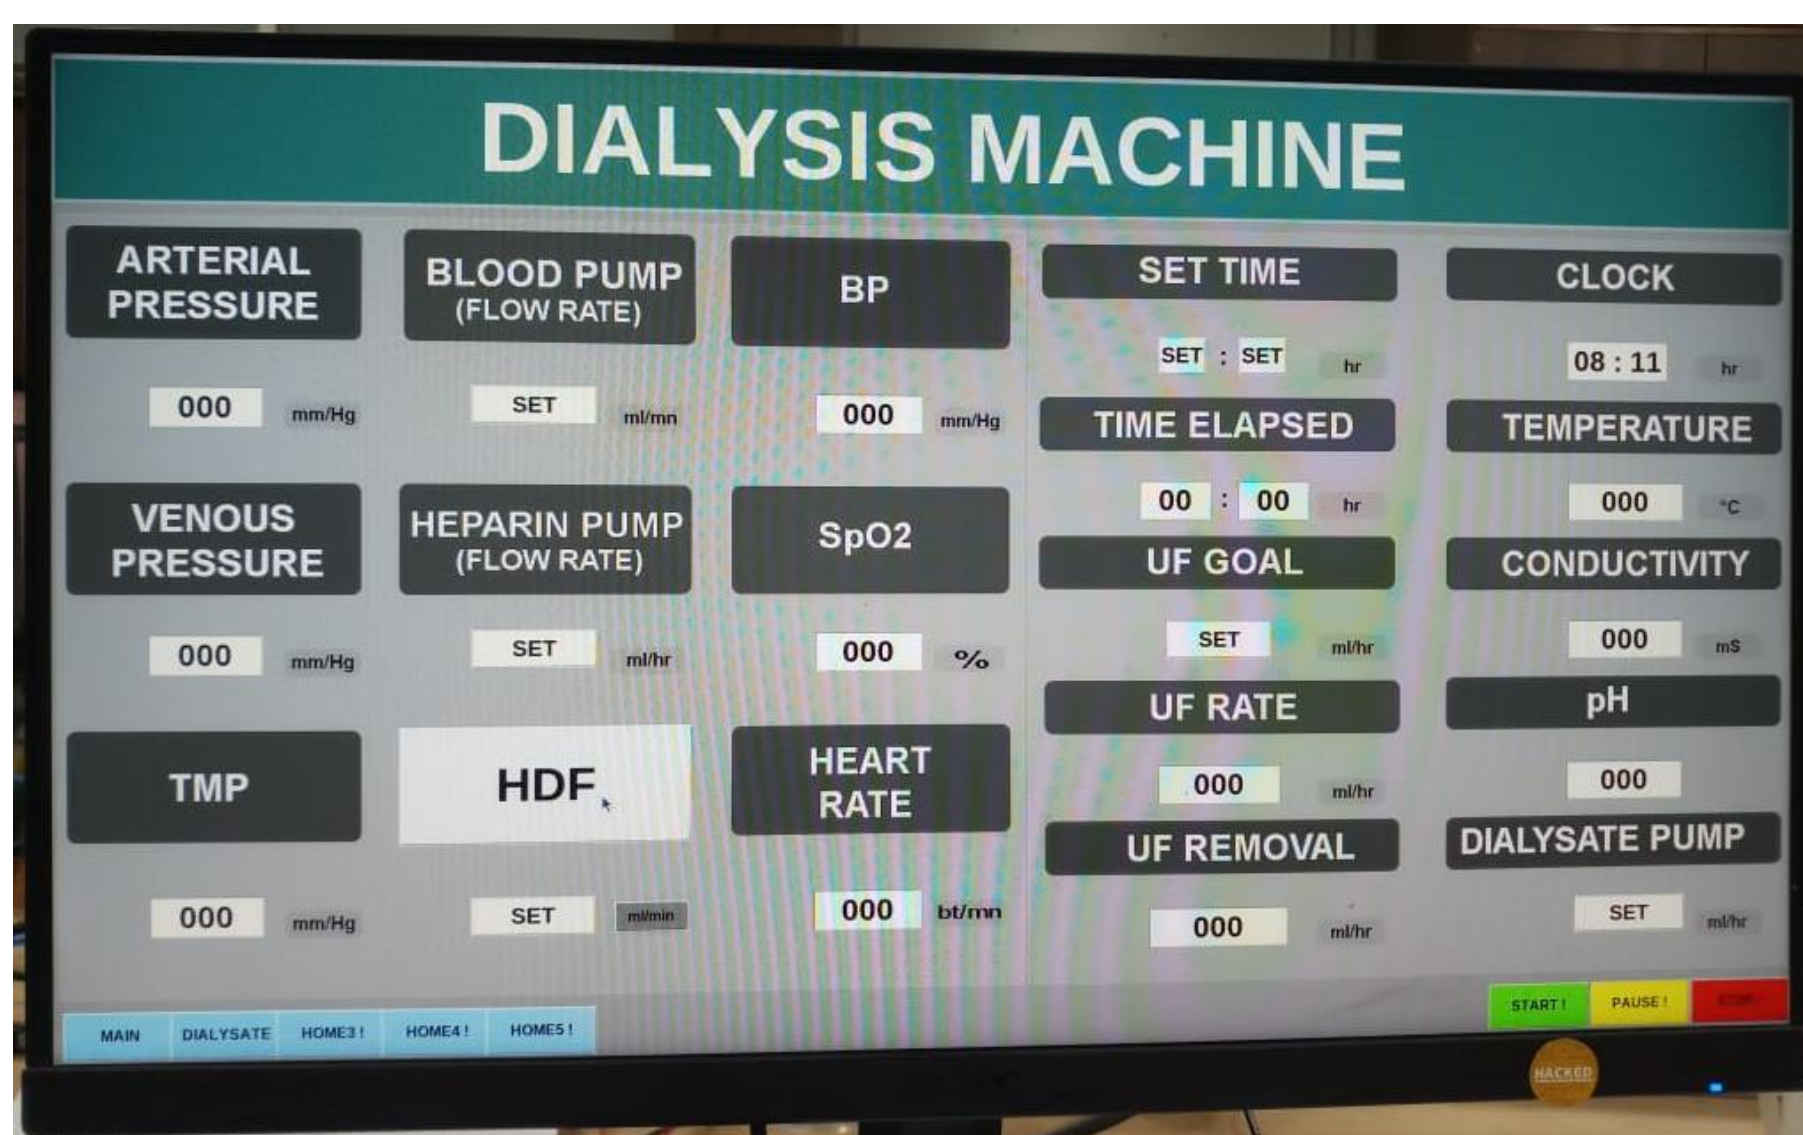 DIALYSIS MACHINE
ARTERIAL
PRESSURE
000 mm/Hg
VENOUS
PRESSURE
000 mm/Hg
TMP
000 mm/Hg
BLOOD PUMP
(FLOW RATE)
SET ml/mn
HEPARIN PUMP
(FLOW RATE)
SET ml/hr
HDF
SET ml/min
BP
000 mm/Hg
SpO2
000 %
HEART
RATE
000 bt/mn
SET TIME
SET : SET hr
TIME ELAPSED
00 : 00 hr
UF GOAL
SET ml/hr
UF RATE
000 ml/hr
UF REMOVAL
000 ml/hr
CLOCK
08 : 11 hr
TEMPERATURE
000 °C
CONDUCTIVITY
000 mS
pH
000
DIALYSATE PUMP
SET ml/hr
MAIN DIALYSATE HOME3 ! HOME4 ! HOME5 !
START ! PAUSE !
HACKED